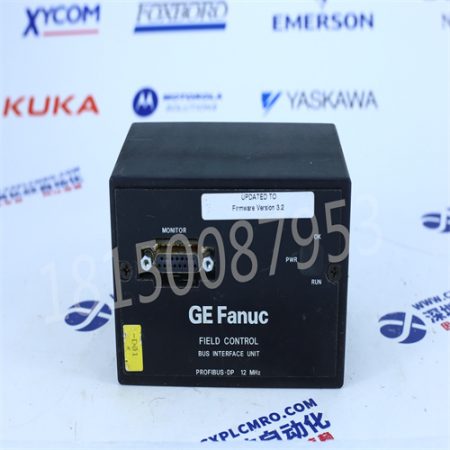 XYCOM
FOXBORO
EMERSON
KUKA
MOTOROLA
SOLUTIONS
YASKAWA
UPDATED TO
Firmware Version 3.2
MONITOR
OK
PWR
RUN
18150087953
GE Fanuc
FIELD CONTROL
BUS INTERFACE UNIT
PROFIBUS-DP 12 MHz
CXPLCMRO.COM